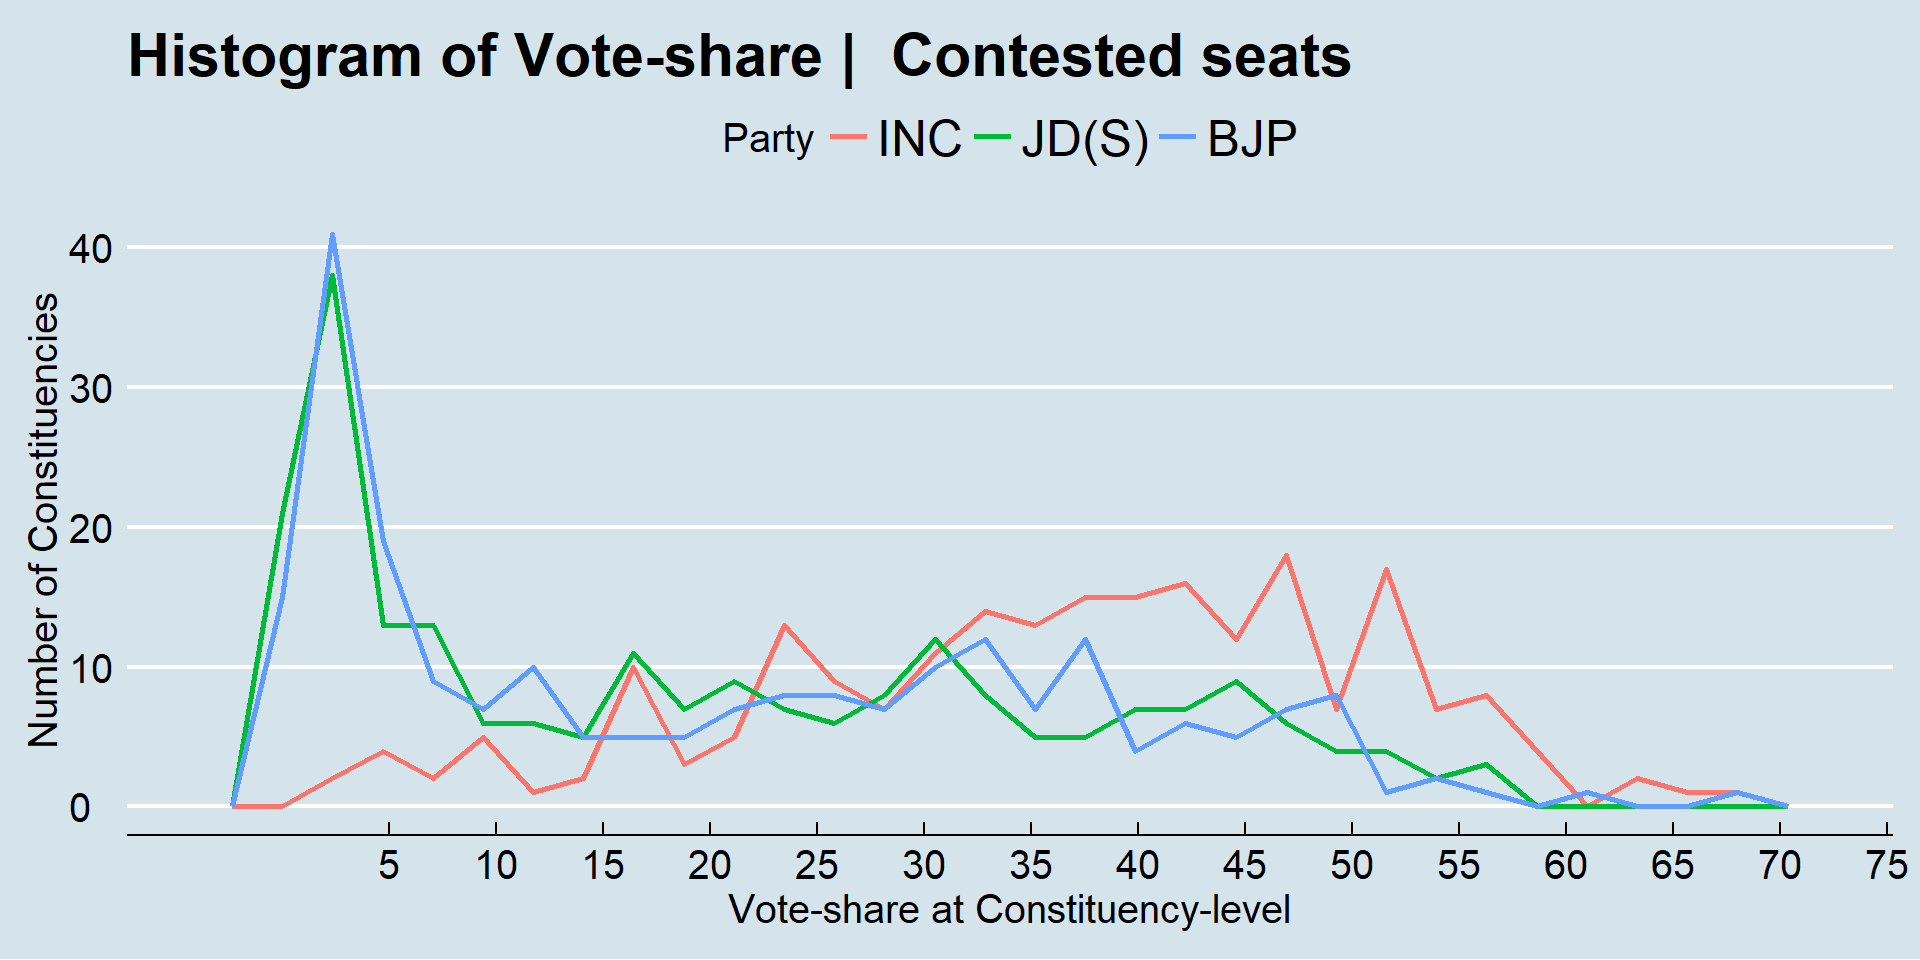 Histogram of Vote-share | Contested seats
Party INC JD(S) BJP
Number of Constituencies
40
30
20
10
0
5 10 15 20 25 30 35 40 45 50 55 60 65 70 75
Vote-share at Constituency-level